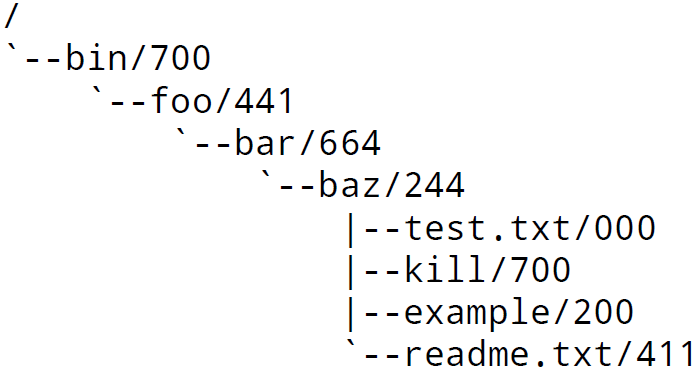 /
`--bin/700
`--foo/441
`--bar/664
`--baz/244
|--test.txt/000
|--kill/700
|--example/200
`--readme.txt/411